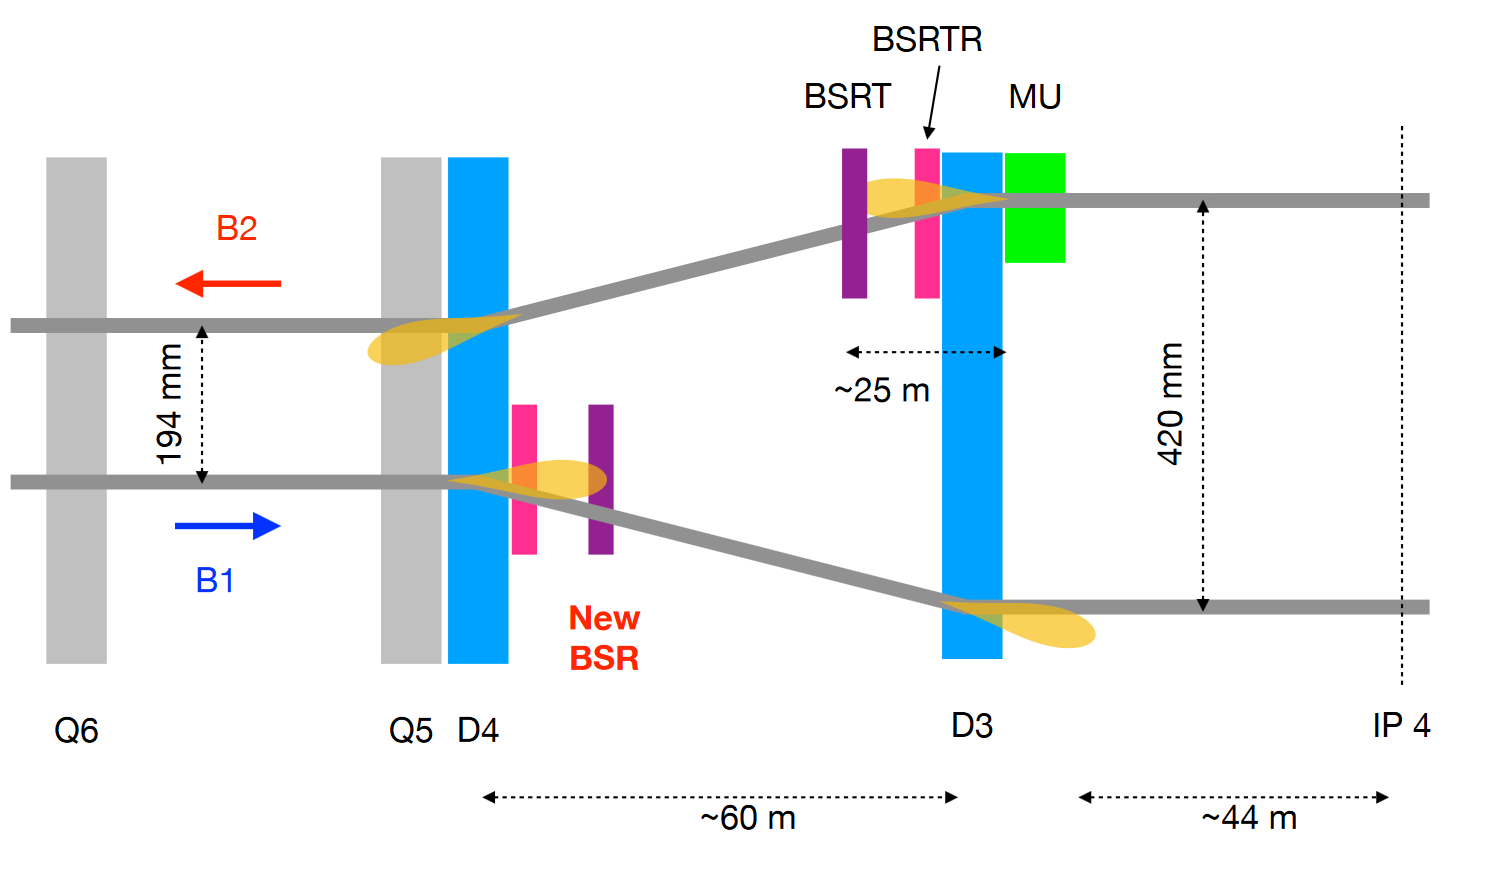 BSRTR
BSRT
MU
B2
194 mm
~25 m
420 mm
B1
New
BSR
Q6
Q5
D4
D3
IP 4
~60 m
~44 m